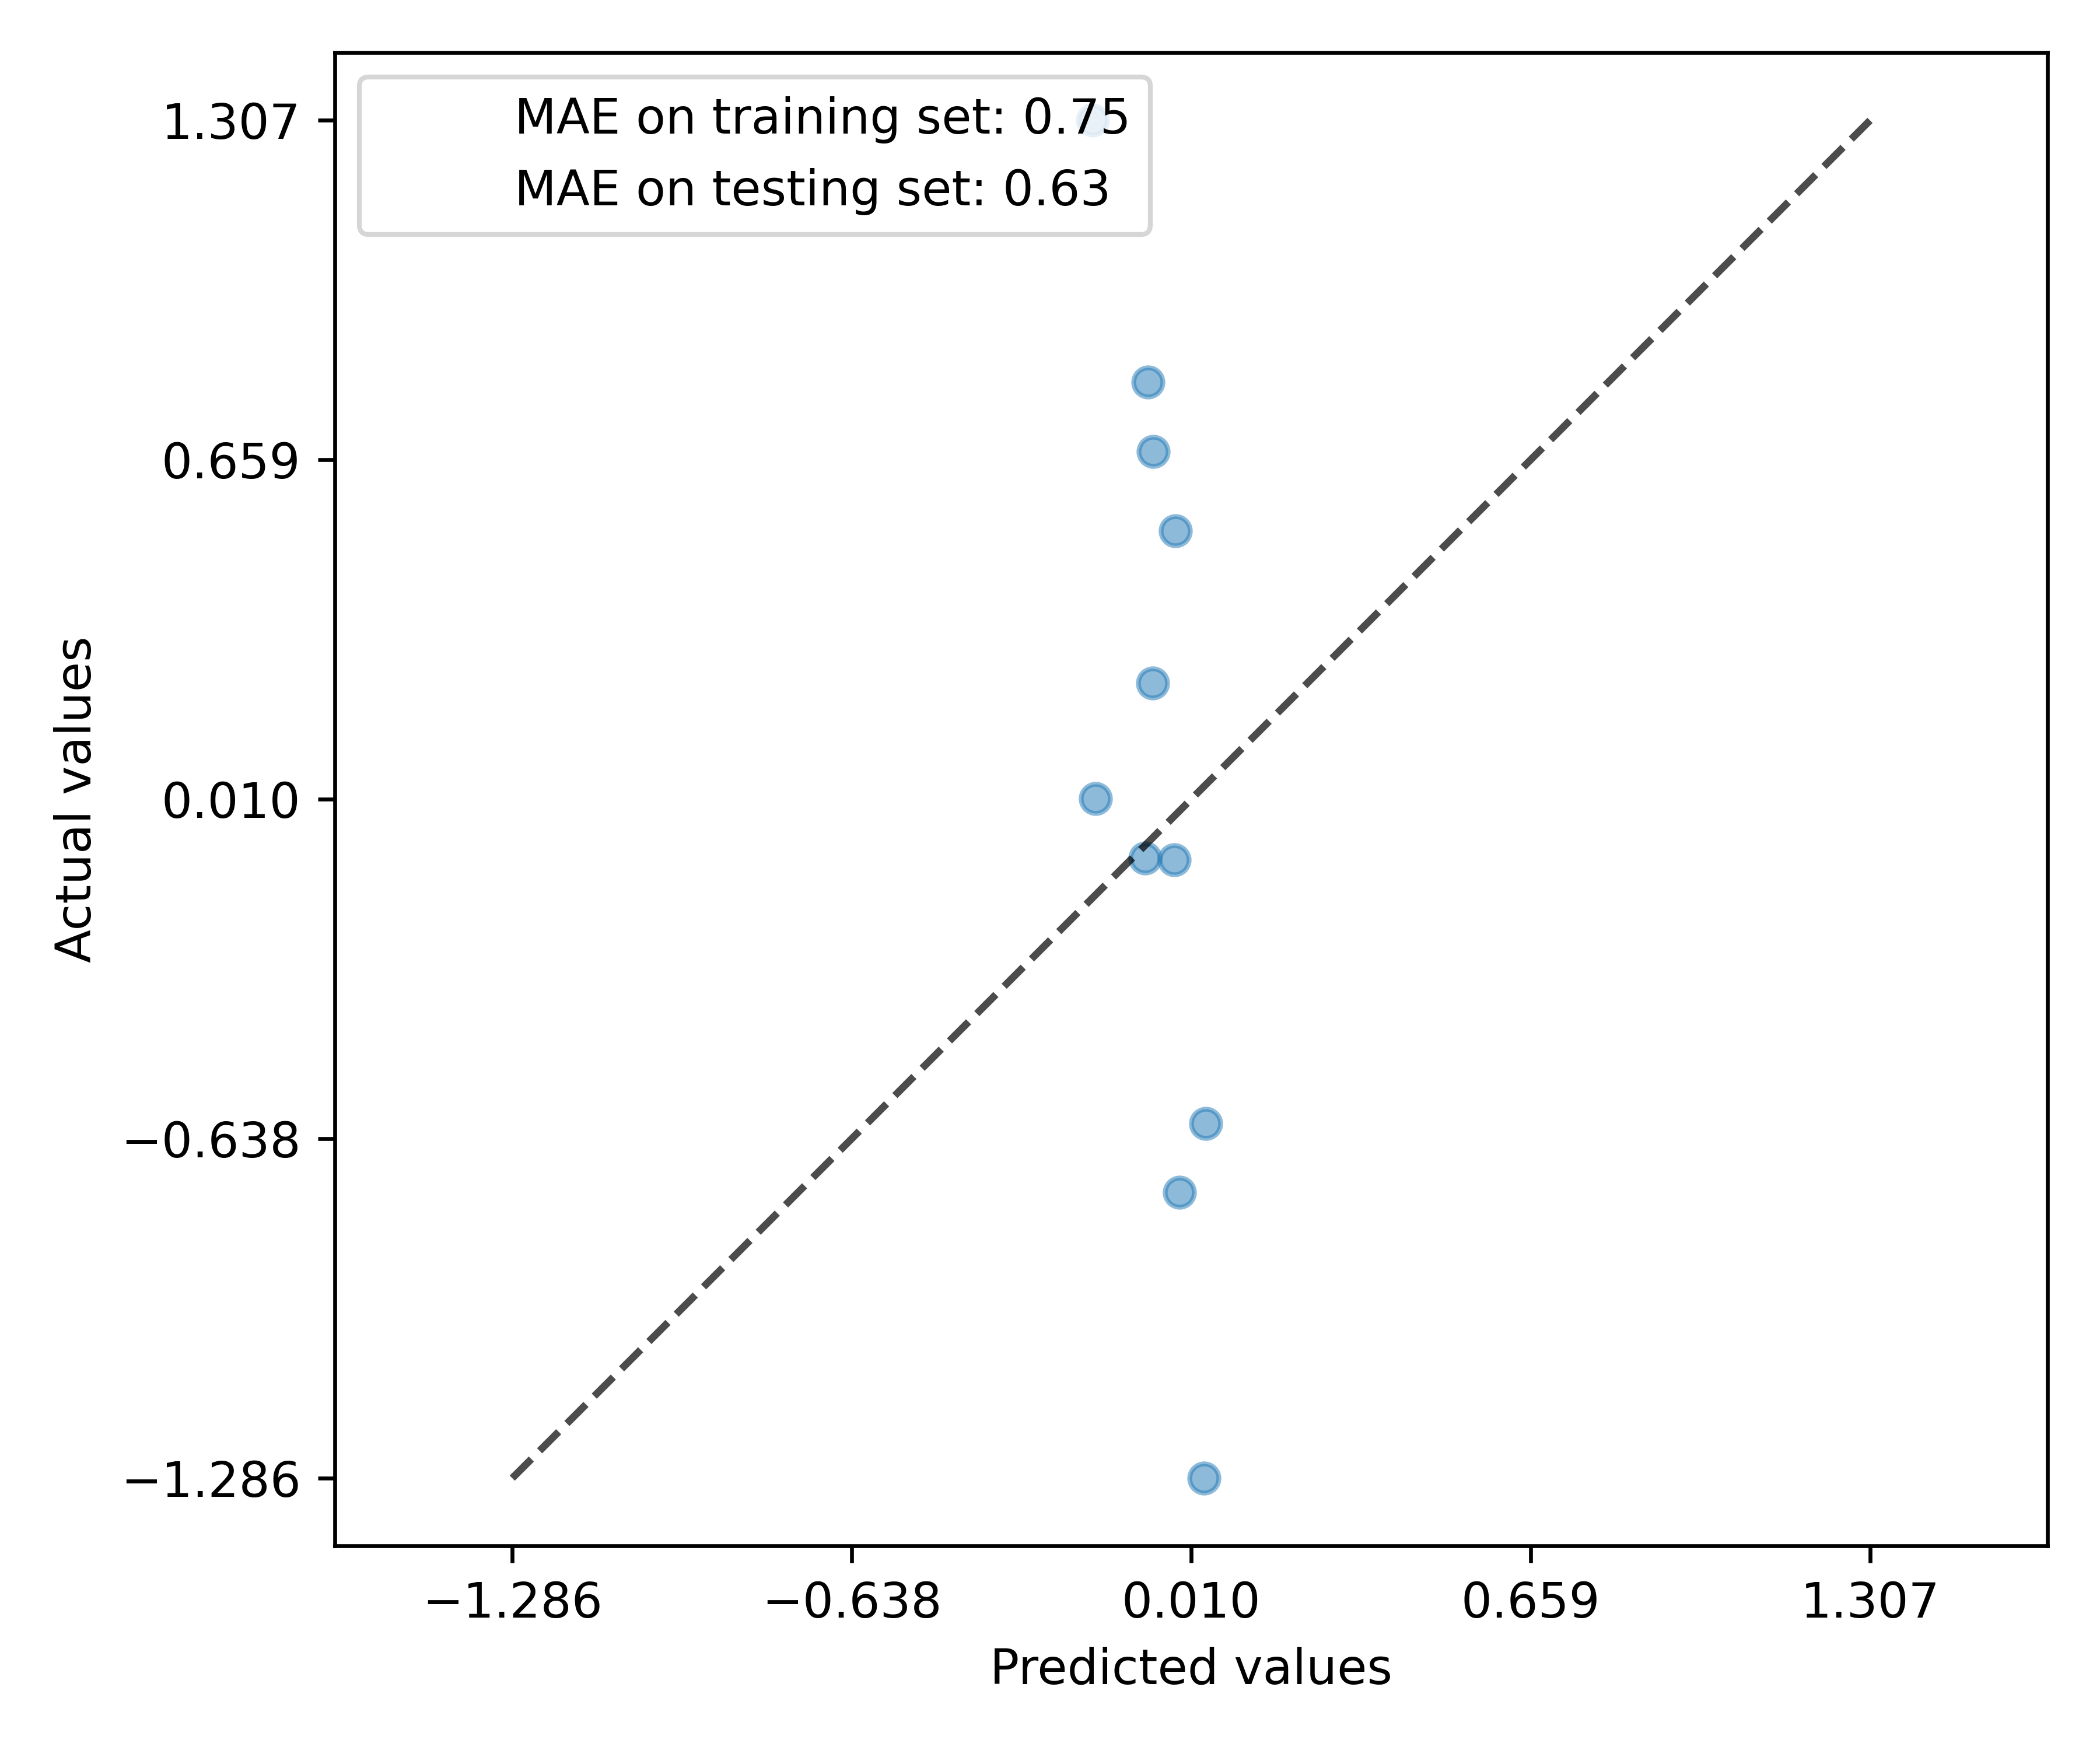 MAE on training set: 0.75
MAE on testing set: 0.63
1.307
0.659
0.010
−0.638
−1.286
Actual values
−1.286
−0.638
0.010
0.659
1.307
Predicted values